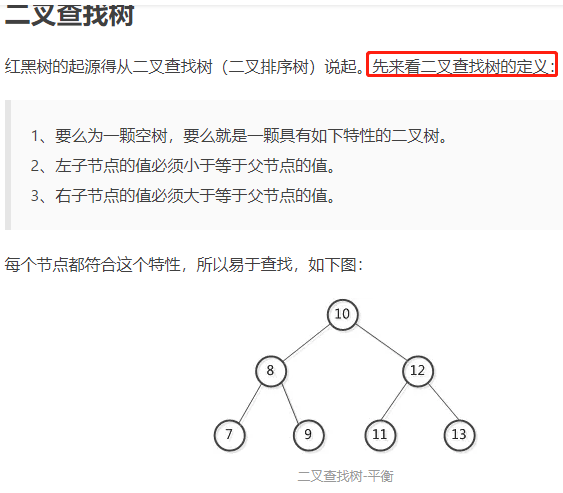 二叉查找树
红黑树的起源得从二叉查找树（二叉排序树）说起。先来看二叉查找树的定义：
1、要么为一颗空树，要么就是一颗具有如下特性的二叉树。
2、左子节点的值必须小于等于父节点的值。
3、右子节点的值必须大于等于父节点的值。
每个节点都符合这个特性，所以易于查找，如下图：
10
8 12
7 9 11 13
二叉查找树-平衡